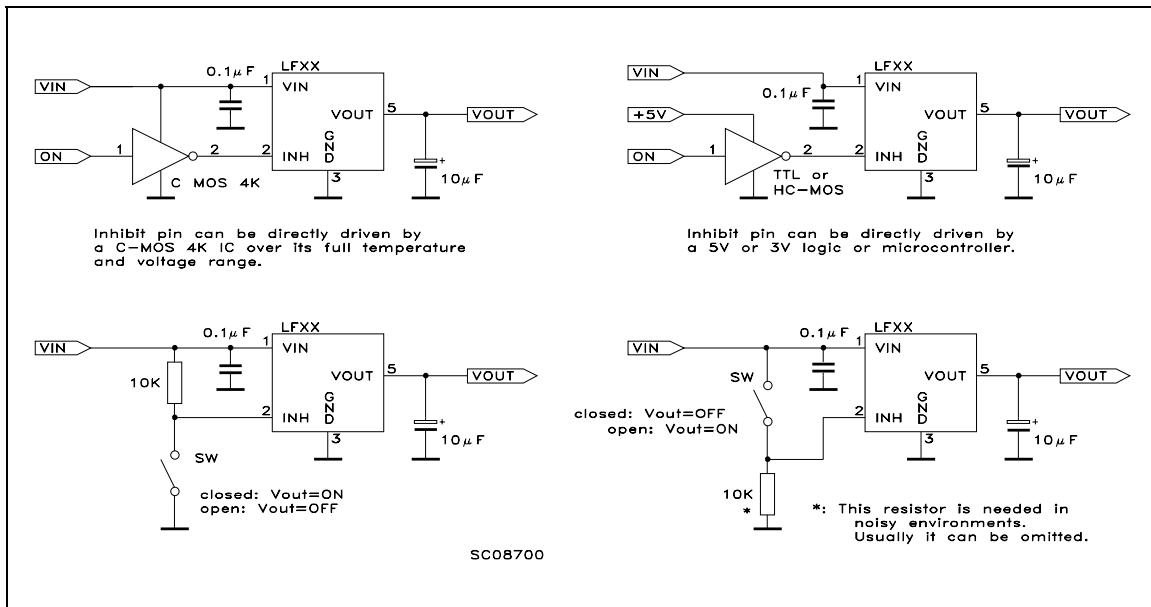 LFXX
VIN
0.1µF
1
VIN
VOUT
5
VOUT
ON
1
2
2
INH
GND
3
C MOS 4K
+
10µF
Inhibit pin can be directly driven by
a C-MOS 4K IC over its full temperature
and voltage range.
LFXX
VIN
0.1µF
1
VIN
+5V
VOUT
5
VOUT
ON
1
2
2
INH
GND
3
TTL or
HC-MOS
+
10µF
Inhibit pin can be directly driven by
a 5V or 3V logic or microcontroller.
LFXX
VIN
0.1µF
1
VIN
10K
VOUT
5
VOUT
2
INH
GND
3
+
10µF
SW
closed: Vout=ON
open: Vout=OFF
LFXX
VIN
0.1µF
1
VIN
SW
VOUT
5
VOUT
closed: Vout=OFF
open: Vout=ON
2
INH
GND
3
+
10µF
10K
*
*: This resistor is needed in
noisy environments.
Usually it can be omitted.
SC08700